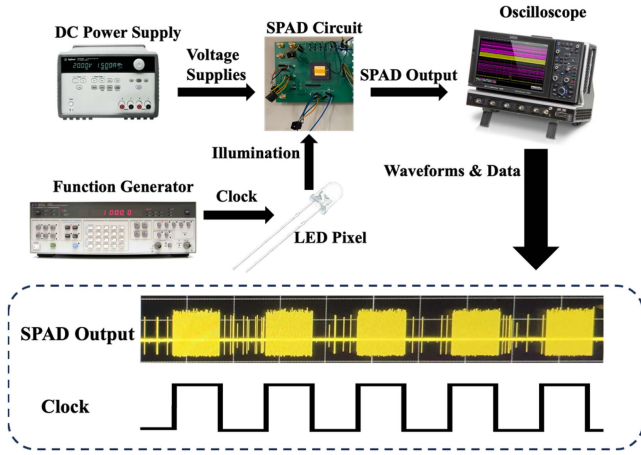 Oscilloscope
SPAD Circuit
DC Power Supply
Voltage
Supplies
SPAD Output
Illumination
Waveforms & Data
Function Generator
Clock
LED Pixel
SPAD Output
Clock